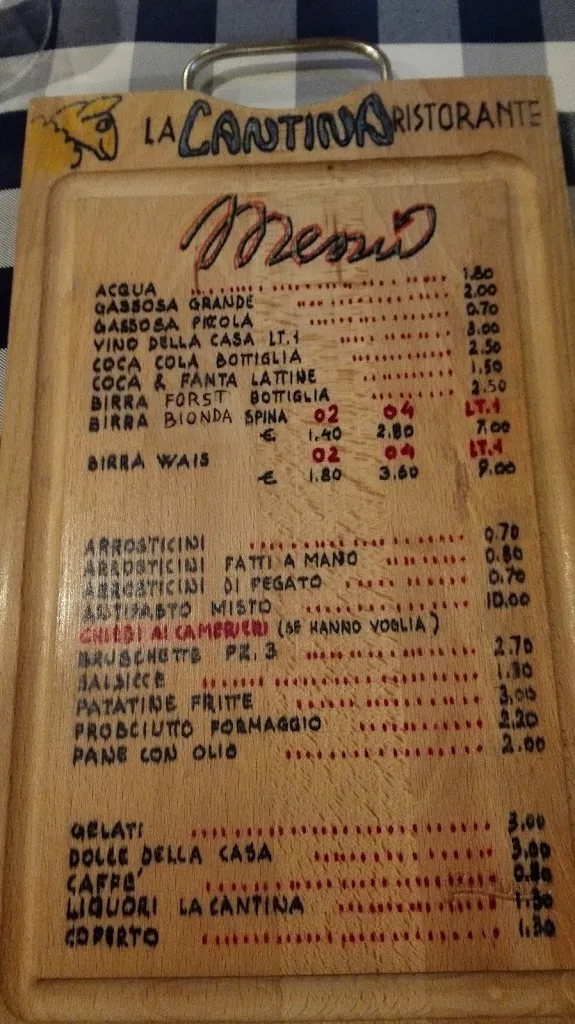 LA CANTINA RISTORANTE
Menù
ACQUA 1.80
GASSOSA GRANDE 2.00
GASSOSA PICCOLA 0.70
VINO DELLA CASA LT.1 3.00
COCA COLA BOTTIGLIA 2.50
COCA & FANTA LATTINE 1.50
BIRRA FORST BOTTIGLIA 2.50
BIRRA BIONDA SPINA 02 04 LT.1
€ 1.40 2.80 7.00
BIRRA WAIS 02 04 LT.1
€ 1.80 3.60 9.00
ARROSTICINI 0.70
ARROSTICINI FATTI A MANO 0.80
ARROSTICINI DI FEGATO 0.70
ANTIPASTO MISTO 10.00
CHIEDI AI CAMERIERI (SE HANNO VOGLIA)
BRUSCHETTE PZ. 3 2.70
SALSICCE 1.30
PATATINE FRITTE 3.00
PROSCIUTTO FORMAGGIO 2.20
PANE CON OLIO 2.00
GELATI 3.00
DOLCE DELLA CASA 3.00
CAFFE' 0.80
LIQUORI LA CANTINA 1.30
COPERTO 1.30